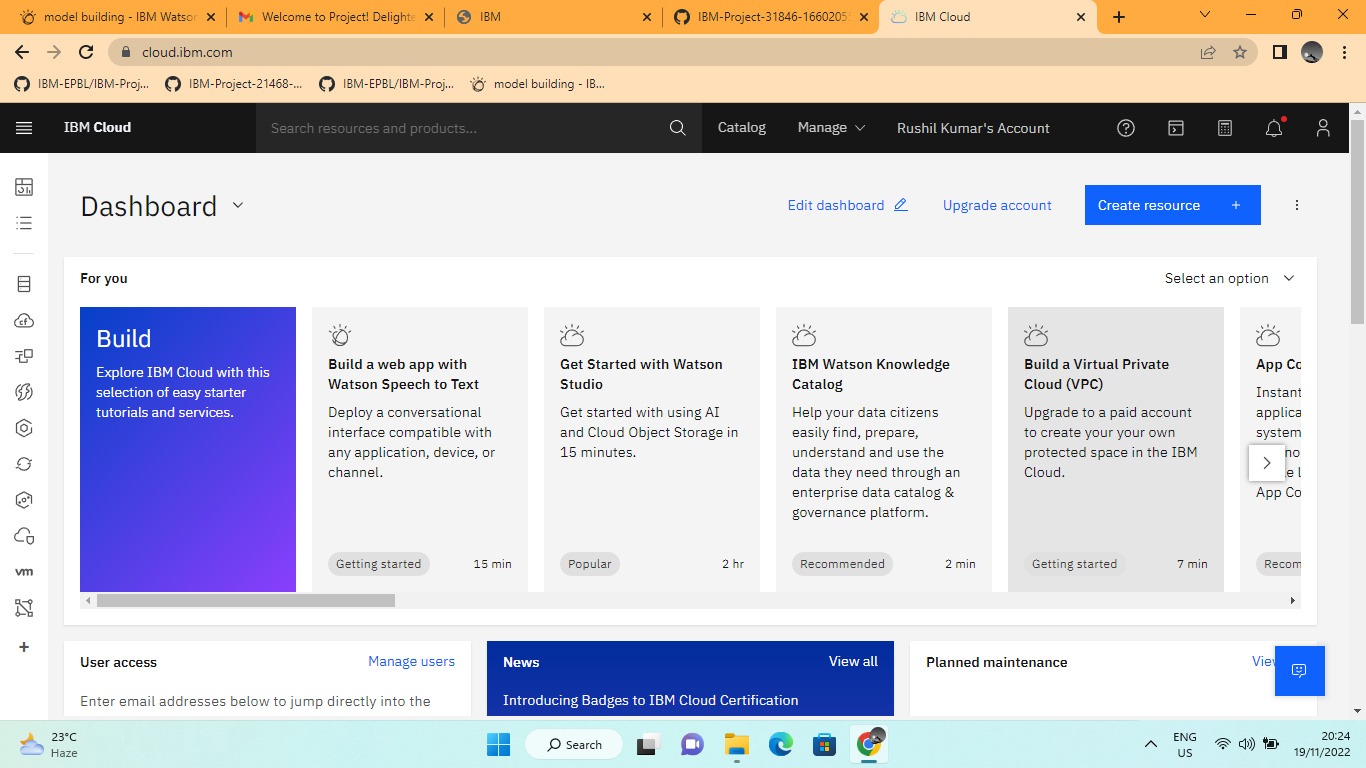 model building - IBM Watson
Welcome to Project! Delighte
IBM
IBM-Project-31846-1660205
IBM Cloud
cloud.ibm.com
IBM-EPBL/IBM-Proj...
IBM-Project-21468-...
IBM-EPBL/IBM-Proj...
model building - IB...
IBM Cloud
Search resources and products...
Catalog
Manage
Rushil Kumar's Account
Dashboard
Edit dashboard
Upgrade account
Create resource +
For you
Select an option
Build
Explore IBM Cloud with this
selection of easy starter
tutorials and services.
Build a web app with
Watson Speech to Text
Deploy a conversational
interface compatible with
any application, device, or
channel.
Getting started
15 min
Get Started with Watson
Studio
Get started with using AI
and Cloud Object Storage in
15 minutes.
Popular
2 hr
IBM Watson Knowledge
Catalog
Help your data citizens
easily find, prepare,
understand and use the
data they need through an
enterprise data catalog &
governance platform.
Recommended
2 min
Build a Virtual Private
Cloud (VPC)
Upgrade to a paid account
to create your your own
protected space in the IBM
Cloud.
Getting started
7 min
App Co
Instant
applica
system
App Co
Recom
vm
User access
Manage users
Enter email addresses below to jump directly into the
News
View all
Introducing Badges to IBM Cloud Certification
Planned maintenance
View
23°C
Haze
Search
ENG
US
20:24
19/11/2022